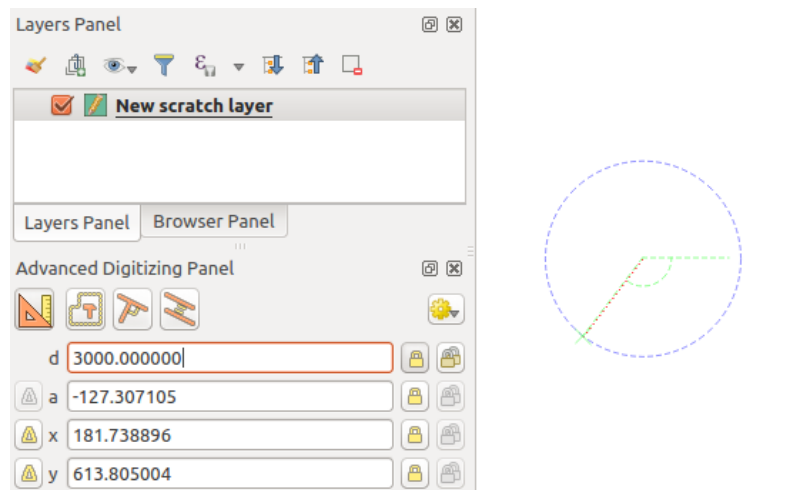 Layers Panel
ε
New scratch layer
Layers Panel
Browser Panel
Advanced Digitizing Panel
d 3000.000000
a -127.307105
x 181.738896
y 613.805004